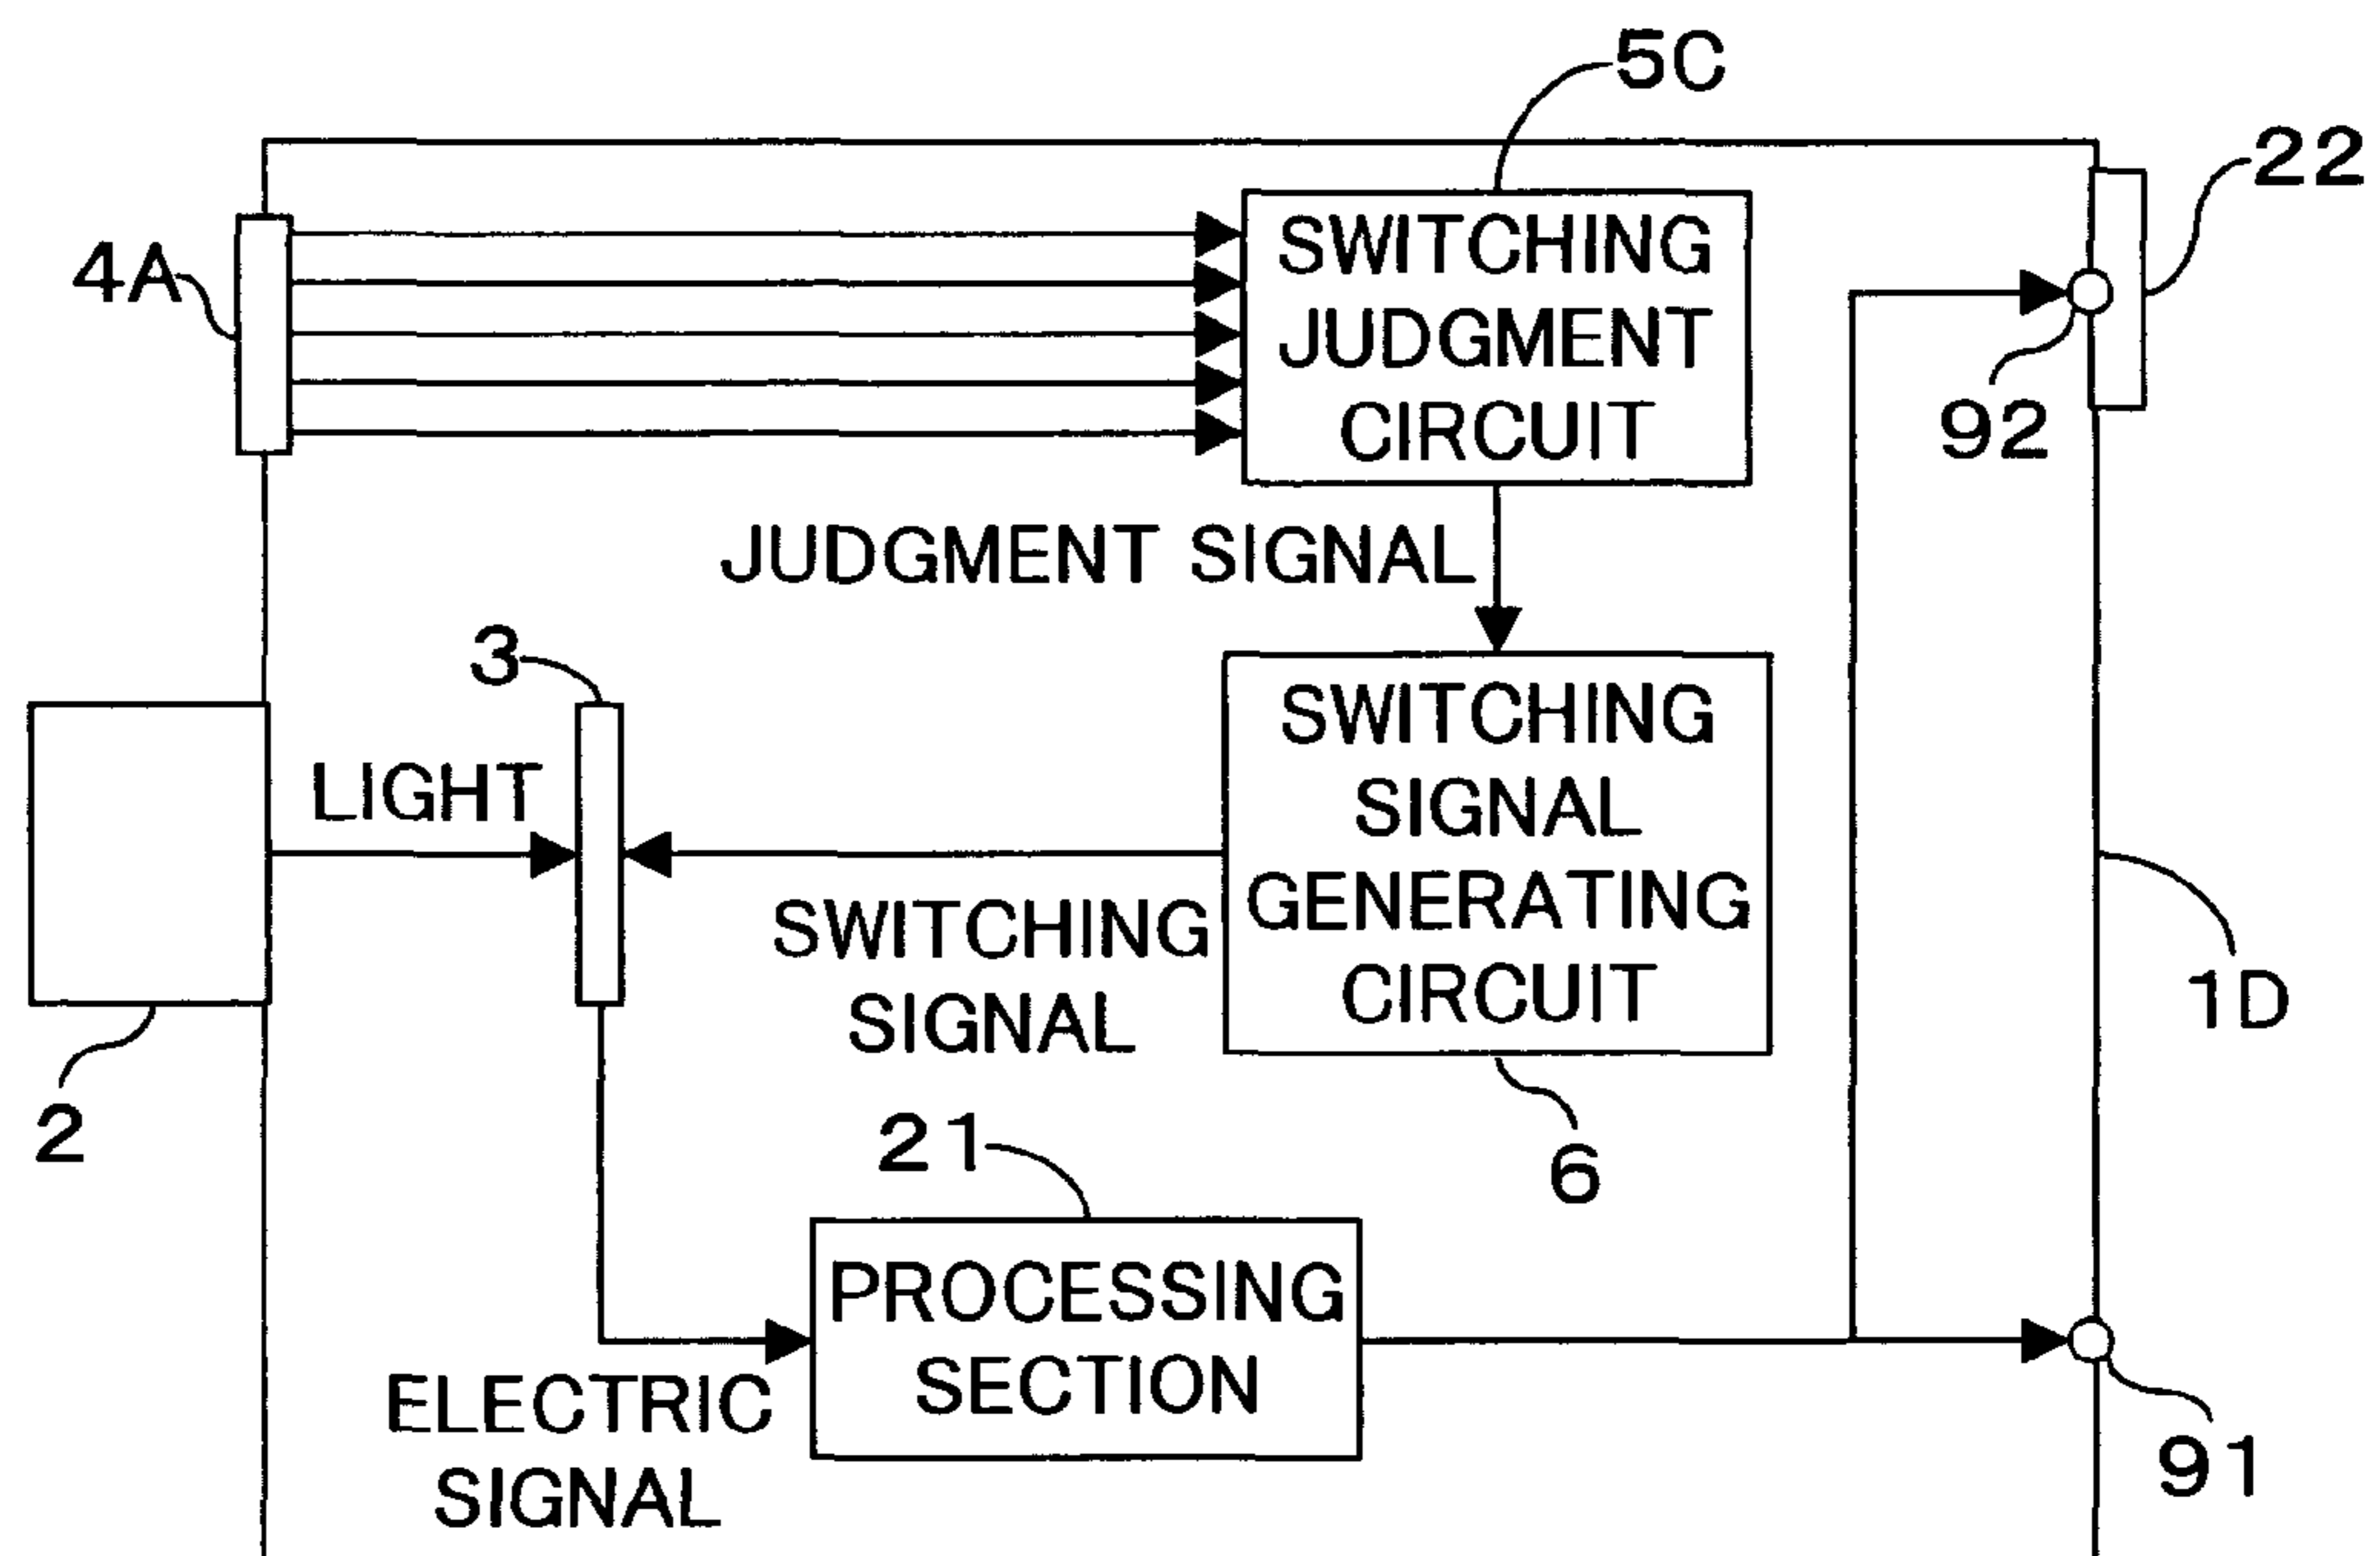 5C
22
4A
SWITCHING
JUDGMENT
CIRCUIT
92
JUDGMENT SIGNAL
3
SWITCHING
SIGNAL
GENERATING
CIRCUIT
LIGHT
SWITCHING
SIGNAL
1D
2
21
6
PROCESSING
SECTION
ELECTRIC
SIGNAL
91